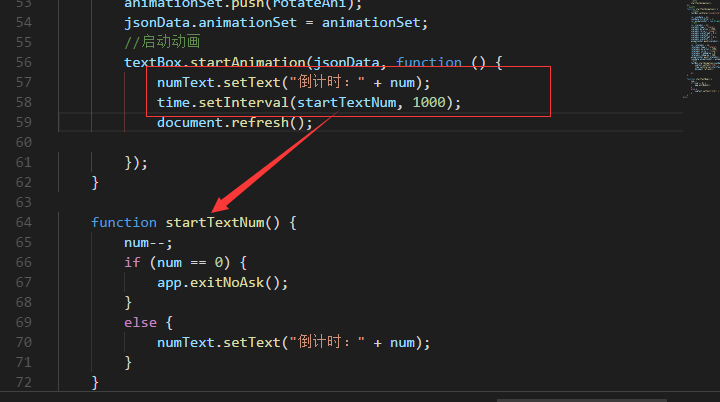 53 animationSet.push(rotateAni);
54 jsonData.animationSet = animationSet;
55 //启动动画
56 textBox.startAnimation(jsonData, function () {
57 numText.setText("倒计时：" + num);
58 time.setInterval(startTextNum, 1000);
59 document.refresh();
60
61 });
62 }
63
64 function startTextNum() {
65 num--;
66 if (num == 0) {
67 app.exitNoAsk();
68 }
69 else {
70 numText.setText("倒计时：" + num);
71 }
72 }